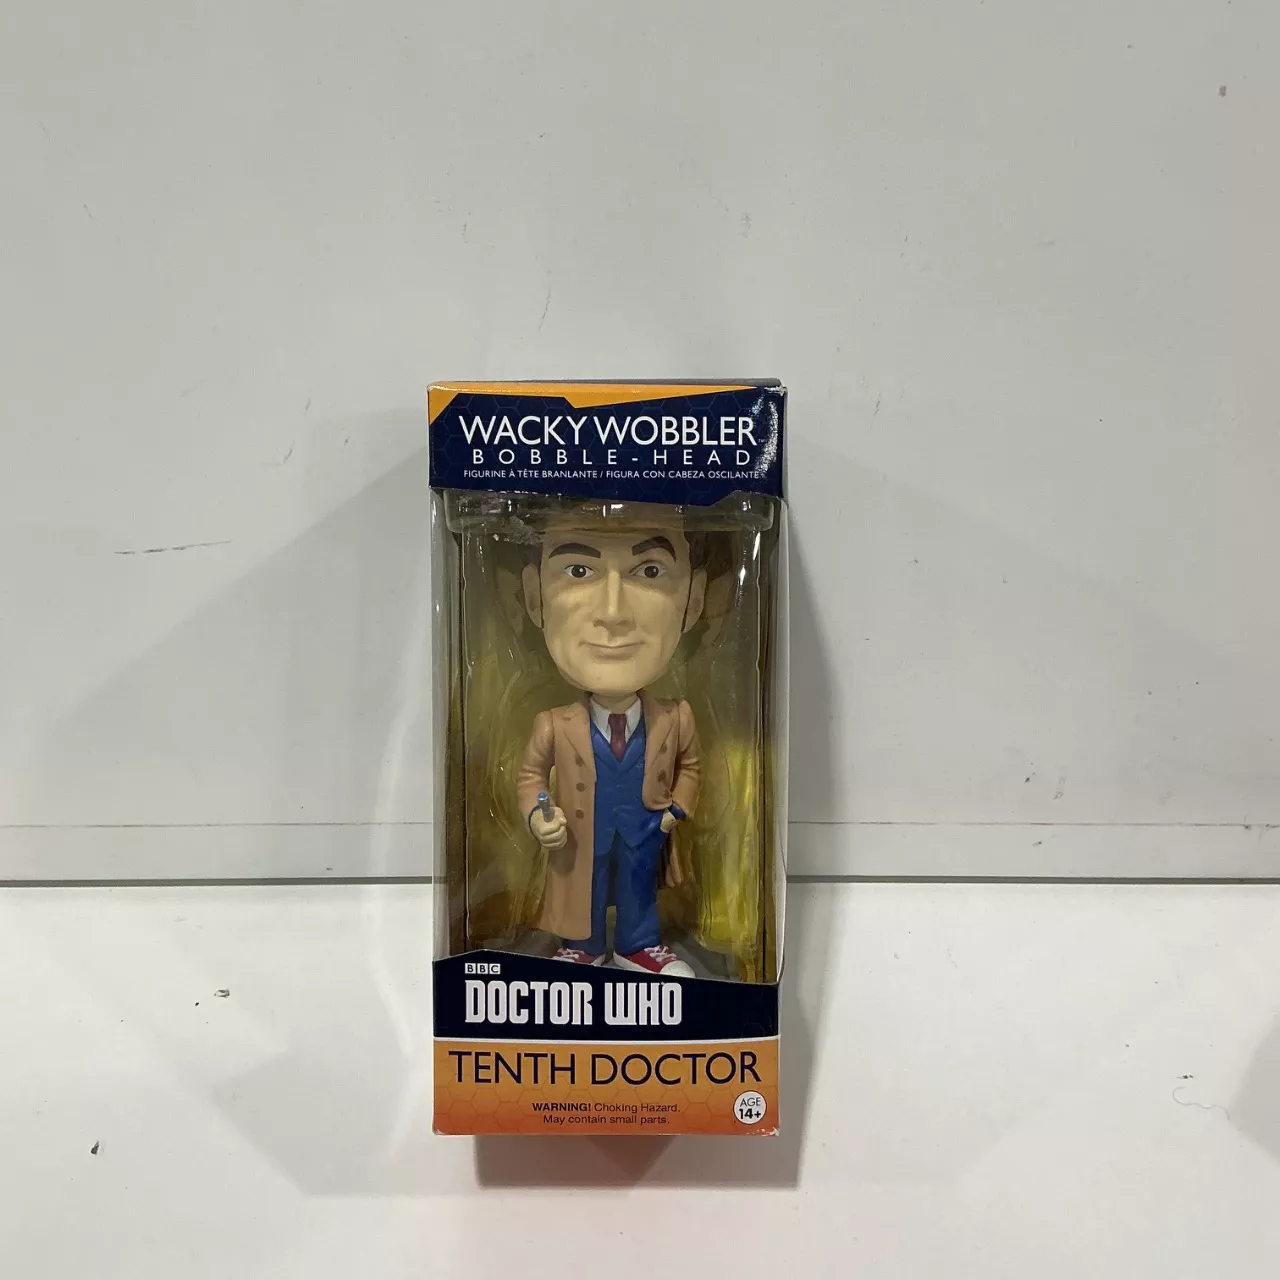 WACKY WOBBLER™
BOBBLE-HEAD
FIGURINE À TÊTE BRANLANTE / FIGURA CON CABEZA OSCILANTE
BBC
DOCTOR WHO
TENTH DOCTOR
WARNING! Choking Hazard.
May contain small parts.
AGE
14+